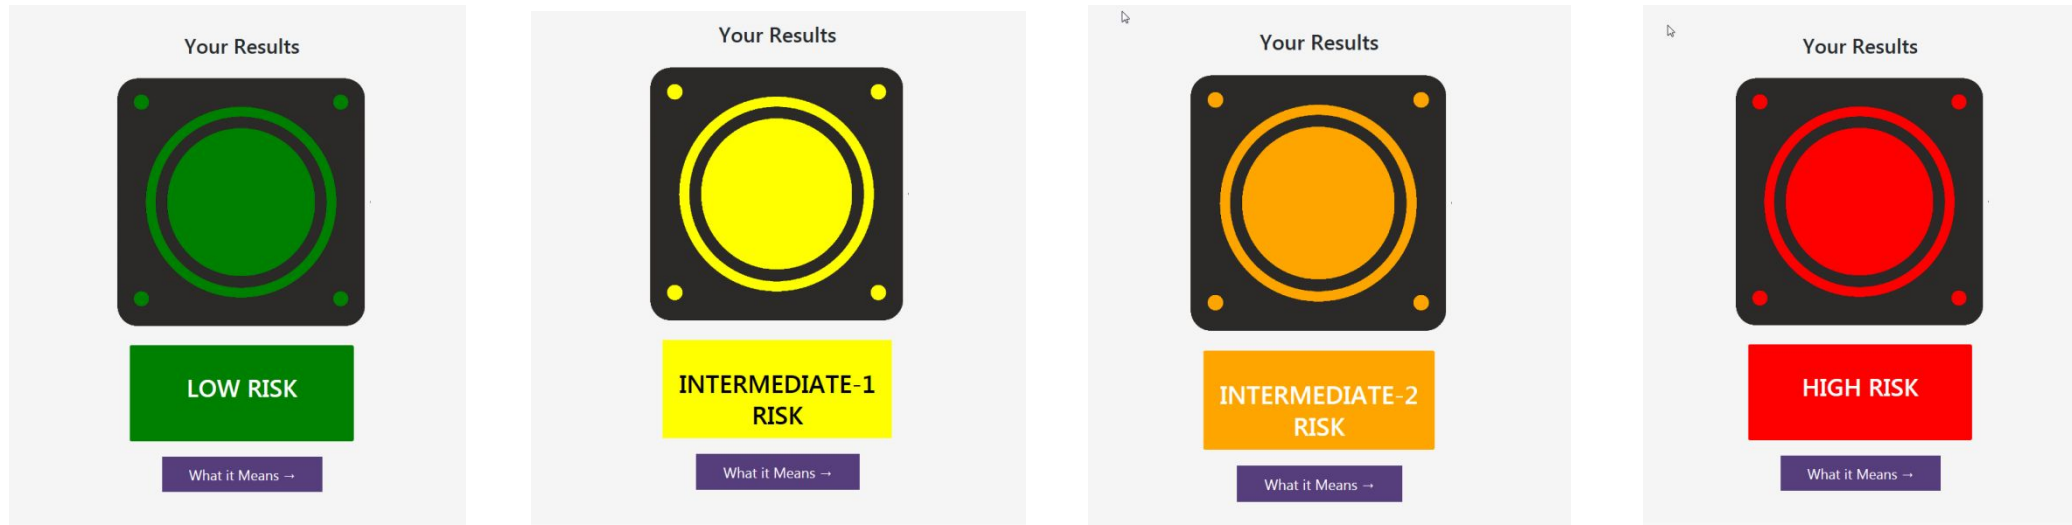 Your Results
LOW RISK
What it Means →
Your Results
INTERMEDIATE-1
RISK
What it Means →
Your Results
INTERMEDIATE-2
RISK
What it Means →
Your Results
HIGH RISK
What it Means →